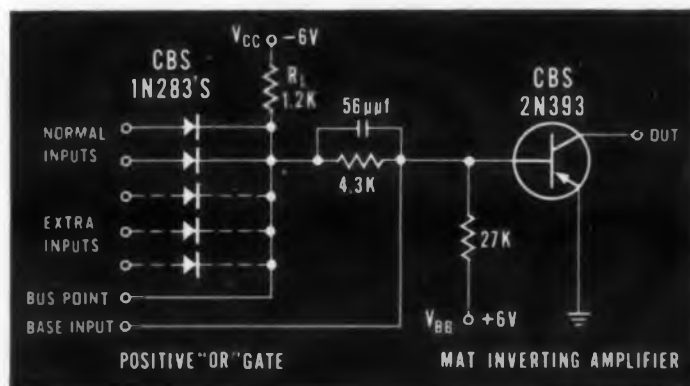 VCC -6V
CBS
1N283'S
RL
1.2K
56μμf
CBS
2N393
NORMAL
INPUTS
OUT
4.3K
EXTRA
INPUTS
27K
BUS POINT
BASE INPUT
VBB +6V
POSITIVE "OR" GATE
MAT INVERTING AMPLIFIER